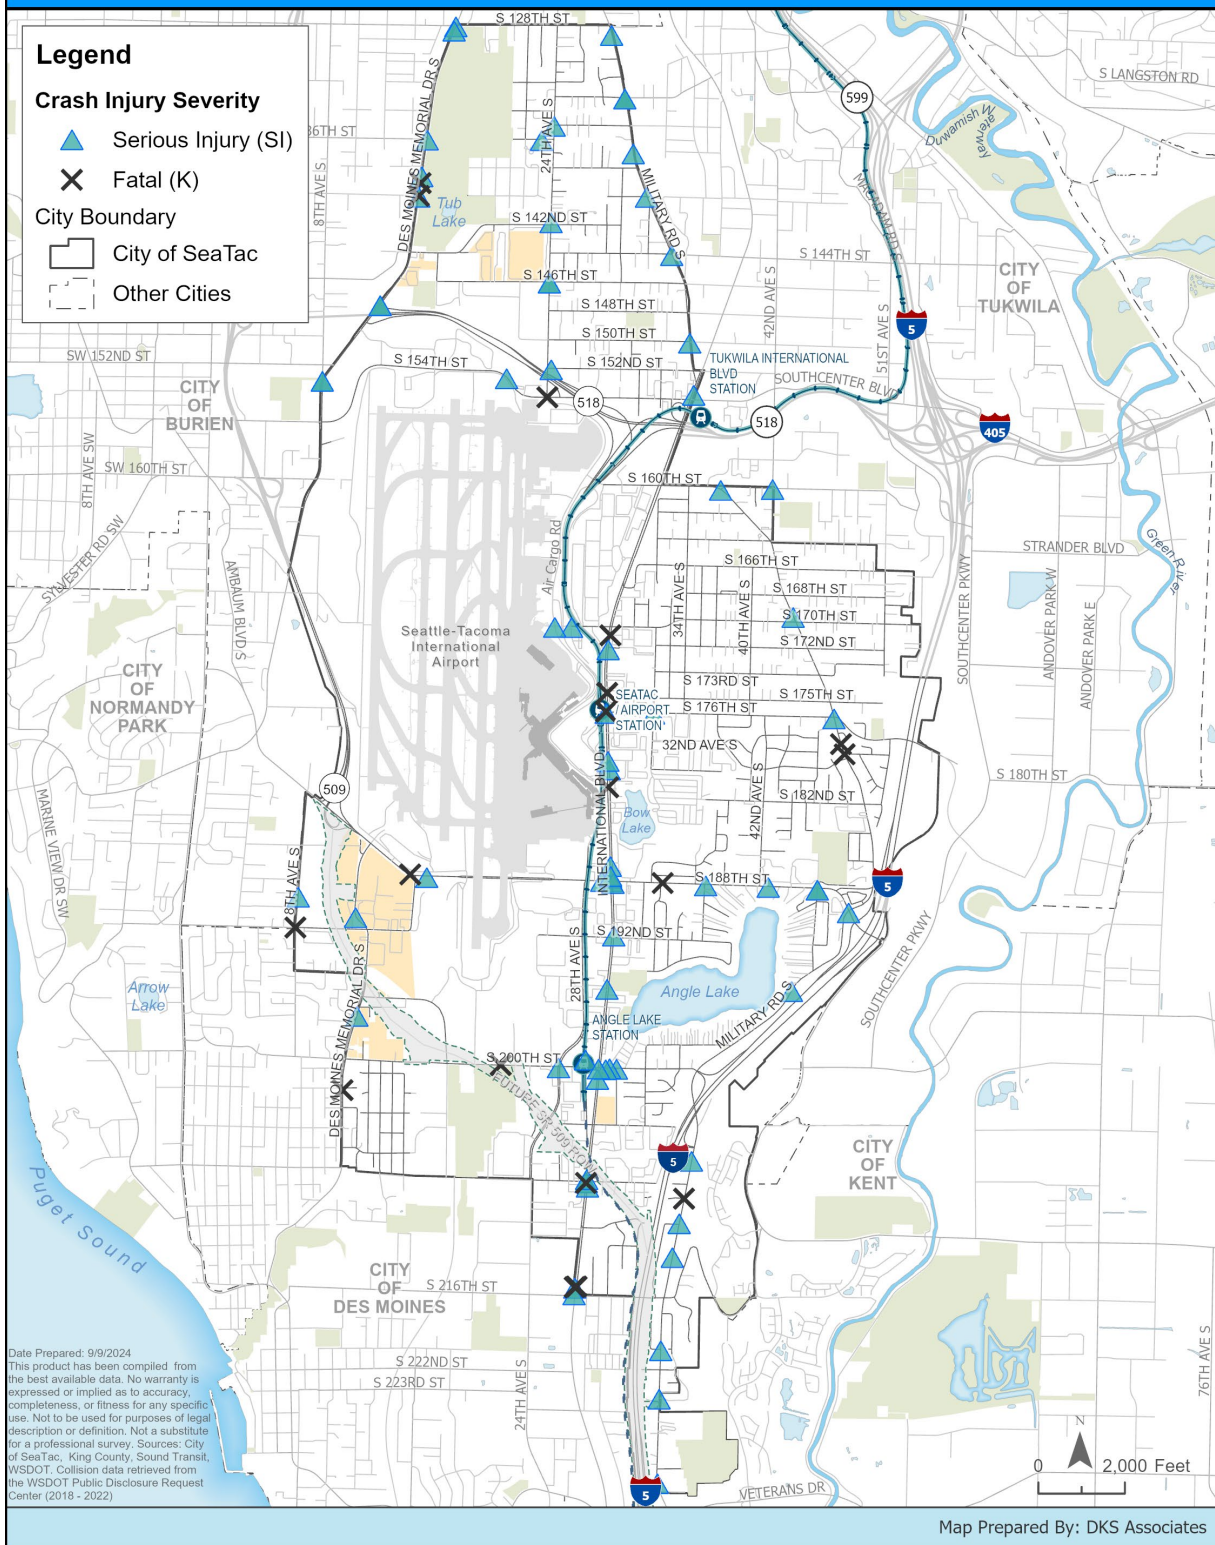 Legend
Crash Injury Severity
Serious Injury (SI)
Fatal (K)
City Boundary
City of SeaTac
Other Cities
S 128TH ST
S LANGSTON RD
599
Duwamish Waterway
36TH ST
24TH AVE S
DES MOINES MEMORIAL DR S
8TH AVE S
MILITARY RD S
MACADAM RD S
Tub
Lake
S 142ND ST
S 144TH ST
S 146TH ST
CITY
OF
TUKWILA
42ND AVE S
51ST AVE S
S 148TH ST
S 150TH ST
5
SW 152ND ST
S 154TH ST
S 152ND ST
TUKWILA INTERNATIONAL
BLVD
STATION
SOUTHCENTER BLVD
CITY
OF
BURIEN
518
518
405
8TH AVE SW
SW 160TH ST
S 160TH ST
SYLVESTER RD SW
AMBAUM BLVD S
Air Cargo Rd
STRANDER BLVD
Green River
S 166TH ST
34TH AVE S
40TH AVE S
S 168TH ST
SOUTHCENTER PKWY
ANDOVER PARK W
ANDOVER PARK E
S 170TH ST
S 172ND ST
Seattle-Tacoma
International
Airport
CITY
OF
NORMANDY
PARK
S 173RD ST
S 175TH ST
S 176TH ST
SEATAC
/ AIRPORT
STATION
32ND AVE S
S 180TH ST
42ND AVE S
S 182ND ST
509
MARINE VIEW DR SW
INTERNATIONAL BLVD
Bow
Lake
8TH AVE S
S 188TH ST
5
S 192ND ST
28TH AVE S
SOUTHCENTER PKWY
Arrow
Lake
Angle Lake
MILITARY RD S
ANGLE LAKE
STATION
DES MOINES MEMORIAL DR S
S 200TH ST
FUTURE SR 509 ROW
5
CITY
OF
KENT
Puget Sound
CITY
OF
DES MOINES
S 216TH ST
S 222ND ST
S 223RD ST
24TH AVE S
76TH AVE S
Date Prepared: 9/9/2024
This product has been compiled from
the best available data. No warranty is
expressed or implied as to accuracy,
completeness, or fitness for any specific
use. Not to be used for purposes of legal
description or definition. Not a substitute
for a professional survey. Sources: City
of SeaTac, King County, Sound Transit,
WSDOT. Collision data retrieved from
the WSDOT Public Disclosure Request
Center (2018 - 2022)
N
0 2,000 Feet
5
VETERANS DR
Map Prepared By: DKS Associates